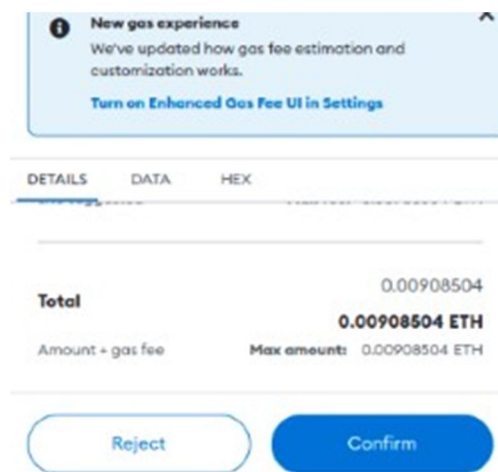 New gas experience
We've updated how gas fee estimation and
customization works.
Turn on Enhanced Gas Fee UI in Settings
DETAILS DATA HEX
0.00908504
Total
0.00908504 ETH
Amount + gas fee Max amount: 0.00908504 ETH
Reject Confirm